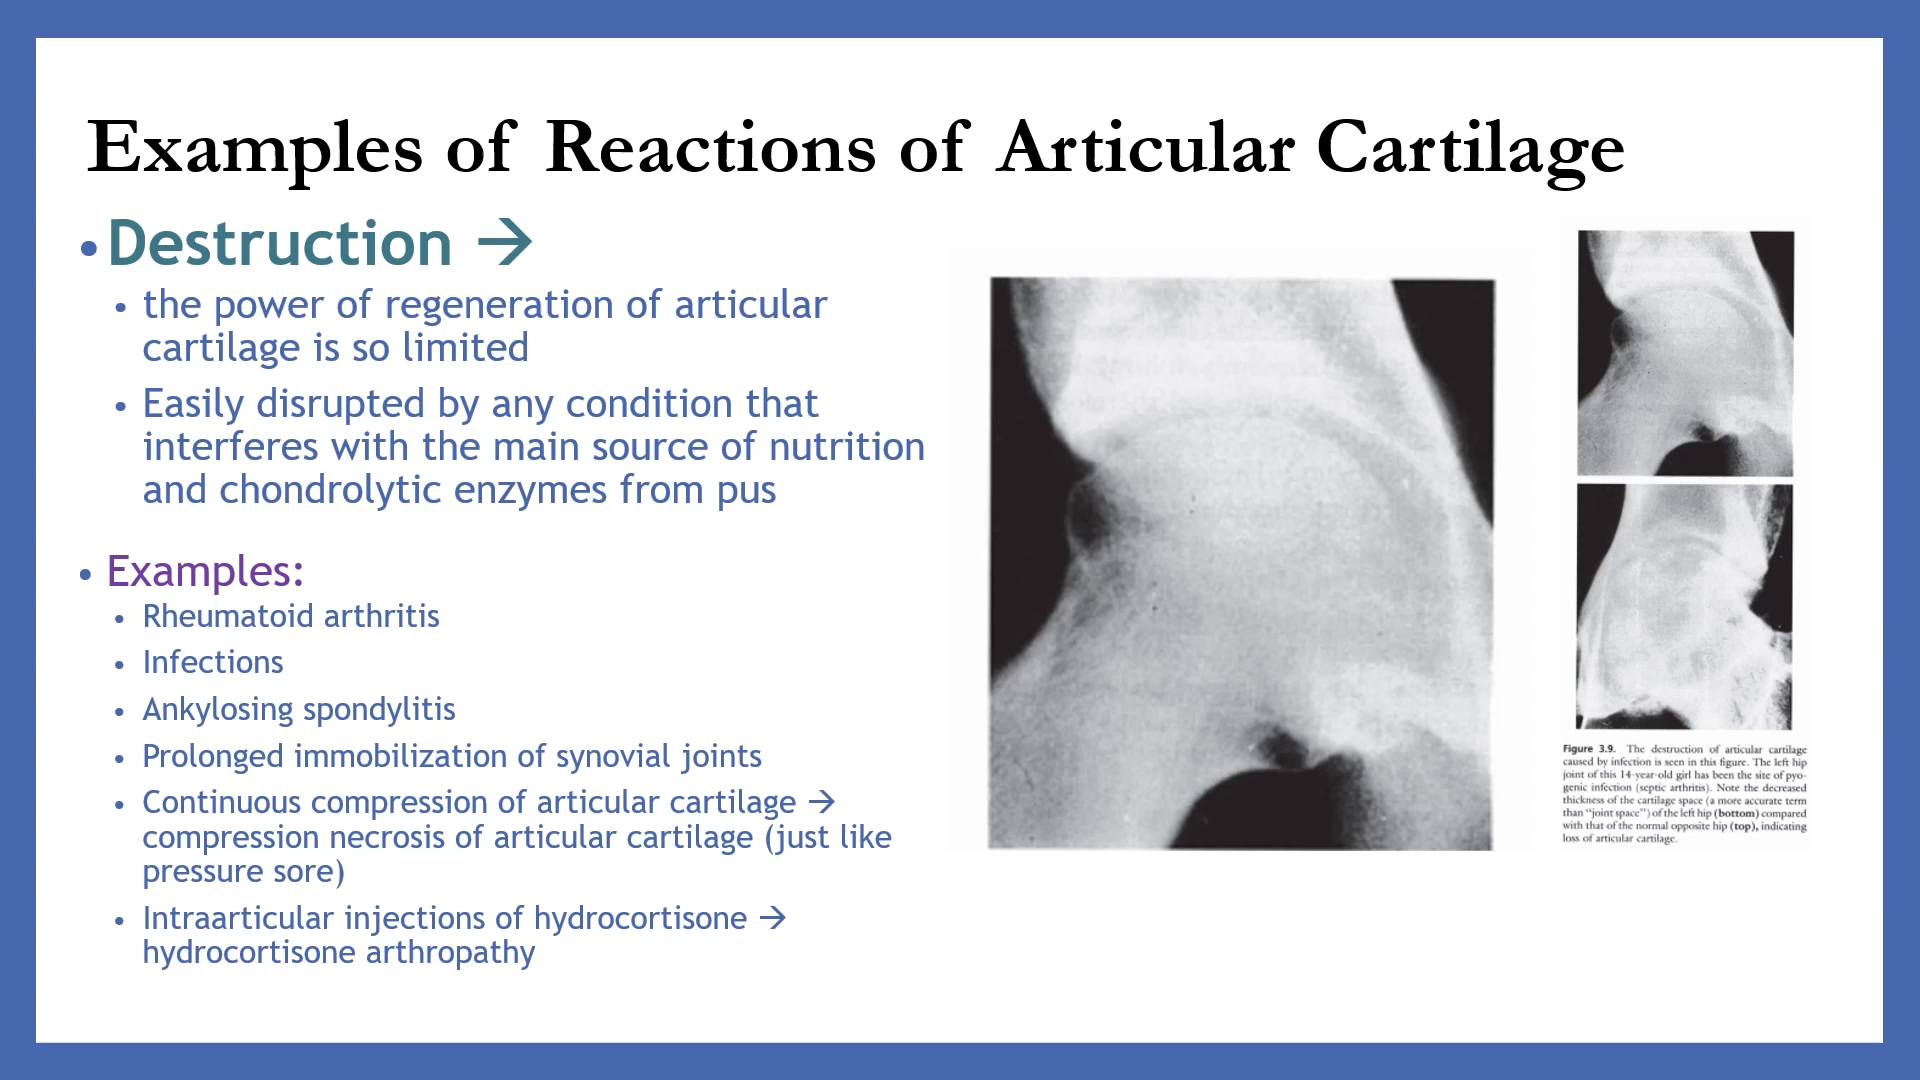 Examples of Reactions of Articular Cartilage
• Destruction →
• the power of regeneration of articular
cartilage is so limited
• Easily disrupted by any condition that
interferes with the main source of nutrition
and chondrolytic enzymes from pus
• Examples:
• Rheumatoid arthritis
• Infections
• Ankylosing spondylitis
• Prolonged immobilization of synovial joints
• Continuous compression of articular cartilage →
compression necrosis of articular cartilage (just like
pressure sore)
• Intraarticular injections of hydrocortisone →
hydrocortisone arthropathy
Figure 3.9. The destruction of articular cartilage
caused by infection is seen in this figure. The left hip
joint of this 14-year-old girl has been the site of pyo-
genic infection (septic arthritis). Note the decreased
thickness of the cartilage space (a more accurate term
than "joint space") of the left hip (bottom) compared
with that of the normal opposite hip (top), indicating
loss of articular cartilage.